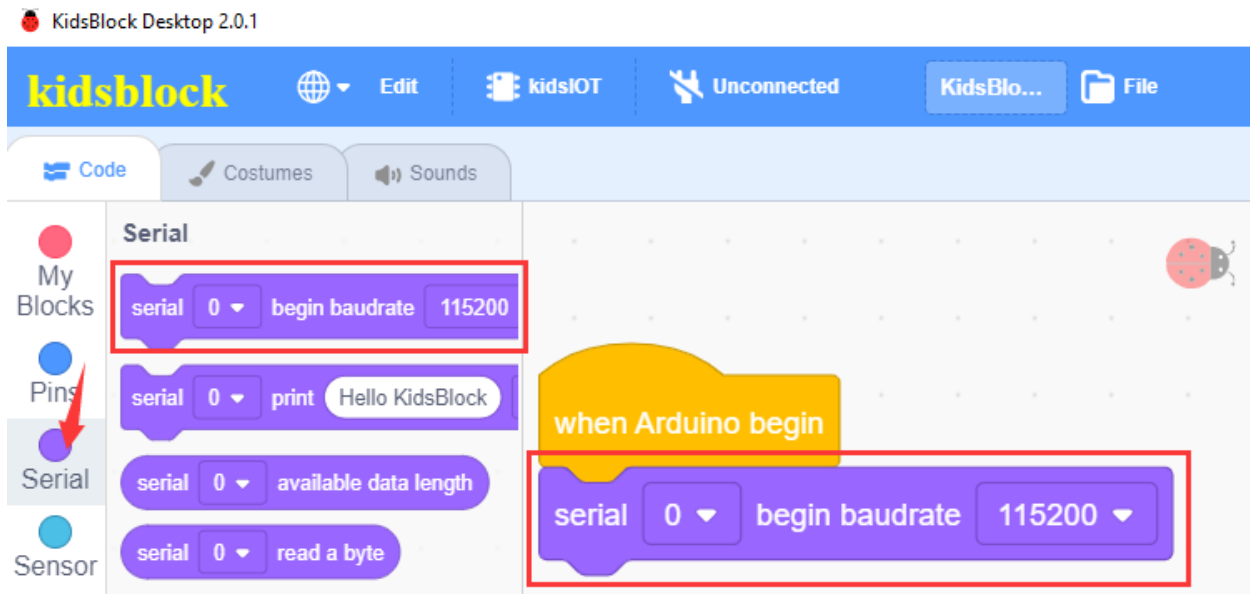 KidsBlock Desktop 2.0.1
kidsblock Edit kidsIOT Unconnected KidsBlo... File
Code Costumes Sounds
My Blocks
Pins
Serial
Sensor
Serial
serial 0 begin baudrate 115200
serial 0 print Hello KidsBlock
serial 0 available data length
serial 0 read a byte
when Arduino begin
serial 0 begin baudrate 115200